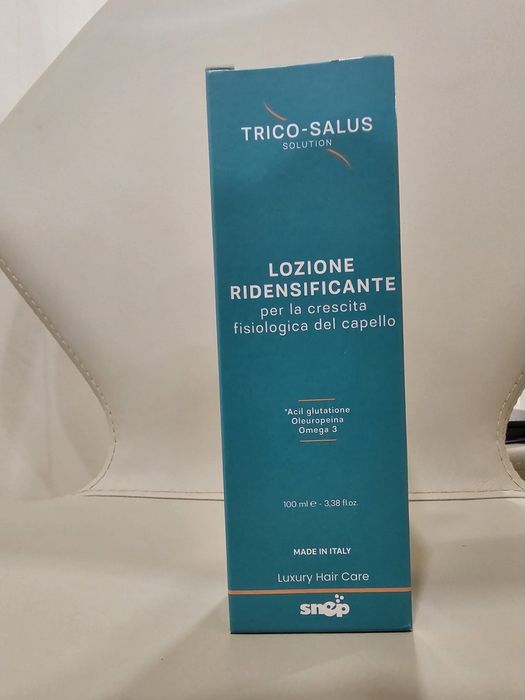 TRICO-SALUS
SOLUTION
LOZIONE
RIDENSIFICANTE
per la crescita
fisiologica del capello
*Acil glutatione
Oleuropeina
Omega 3
100 ml ℮ - 3,38 fl.oz.
MADE IN ITALY
Luxury Hair Care
snep